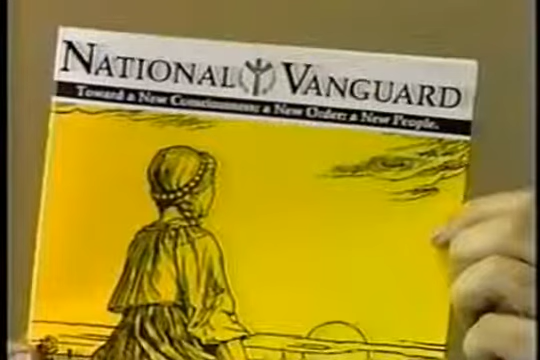 NATIONAL VANGUARD
Toward a New Consciousness; a New Order; a New People.